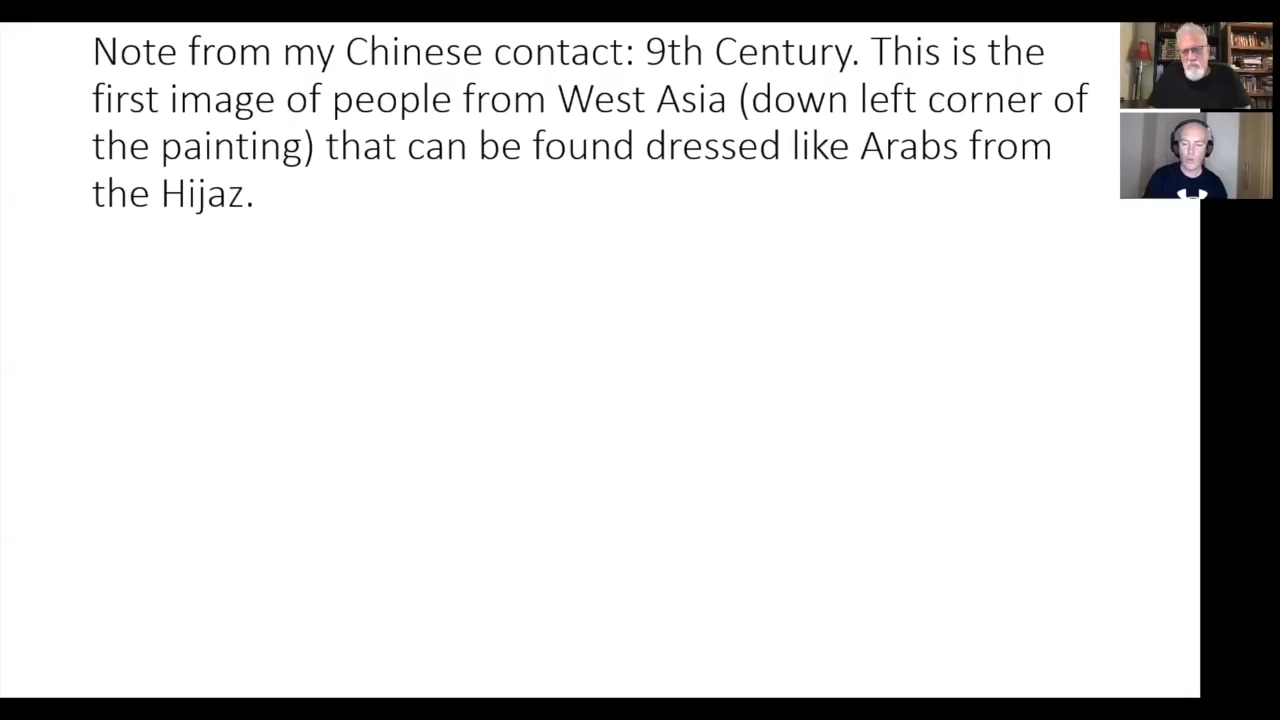 Note from my Chinese contact: 9th Century. This is the
first image of people from West Asia (down left corner of
the painting) that can be found dressed like Arabs from
the Hijaz.